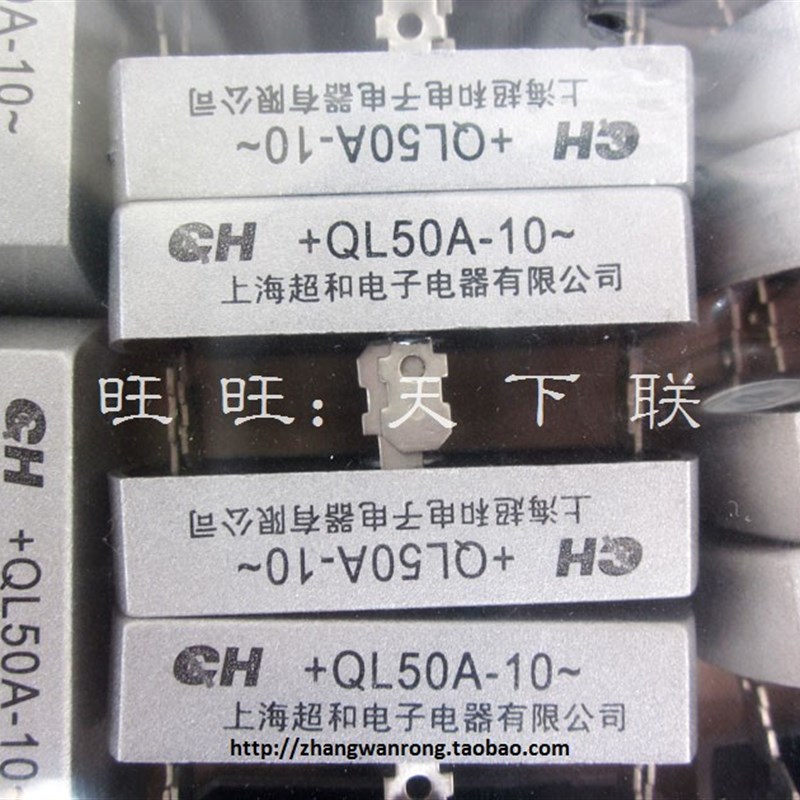 0A-10~
上海超和电子电器有限公司
CH +QL50A-10~
CH +QL50A-10~
上海超和电子电器有限公司
旺旺：天下联
上海超和电子电器有限公司
CH +QL50A-10~
CH +QL50A-10
CH +QL50A-10~
上海超和电子电器有限公司
http://zhangwanrong.taobao.com